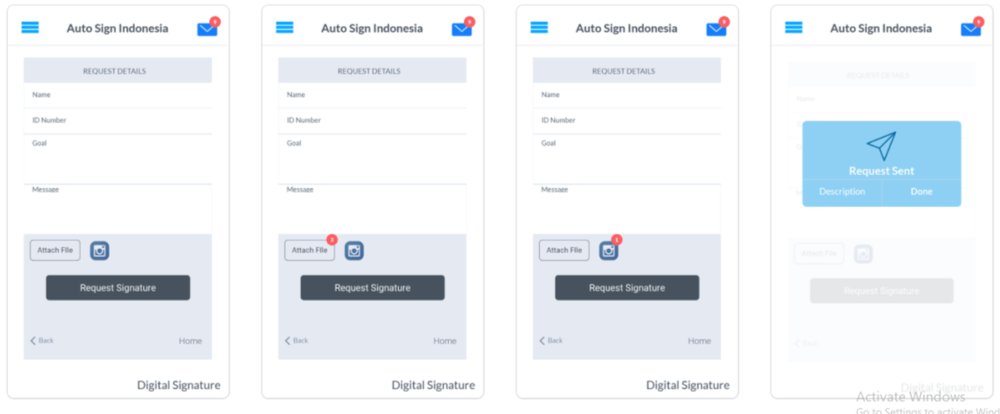 Auto Sign Indonesia
9
REQUEST DETAILS
Name
ID Number
Goal
Message
Attach File
Request Signature
Back
Home
Digital Signature
Auto Sign Indonesia
9
REQUEST DETAILS
Name
ID Number
Goal
Message
Attach File
3
Request Signature
Back
Home
Digital Signature
Auto Sign Indonesia
9
REQUEST DETAILS
Name
ID Number
Goal
Message
Attach File
1
Request Signature
Back
Home
Digital Signature
Auto Sign Indonesia
9
REQUEST DETAILS
Name
Request Sent
Description
Done
Attach File
Request Signature
Back
Digital Signature
Activate Windows
Go to Settings to activate Wind